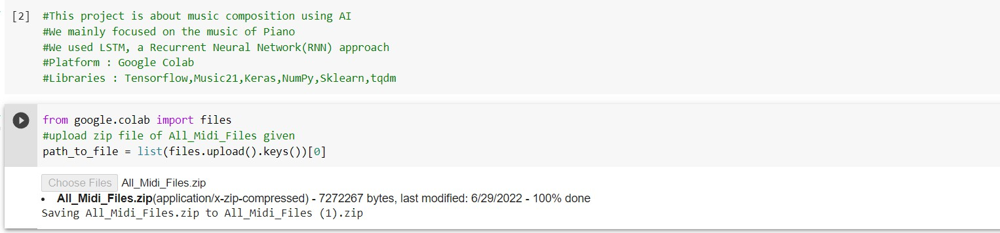 [2] #This project is about music composition using AI
#We mainly focused on the music of Piano
#We used LSTM, a Recurrent Neural Network(RNN) approach
#Platform : Google Colab
#Libraries : Tensorflow,Music21,Keras,NumPy,Sklearn,tqdm
from google.colab import files
#upload zip file of All_Midi_Files given
path_to_file = list(files.upload().keys())[0]
Choose Files All_Midi_Files.zip
• All_Midi_Files.zip(application/x-zip-compressed) - 7272267 bytes, last modified: 6/29/2022 - 100% done
Saving All_Midi_Files.zip to All_Midi_Files (1).zip